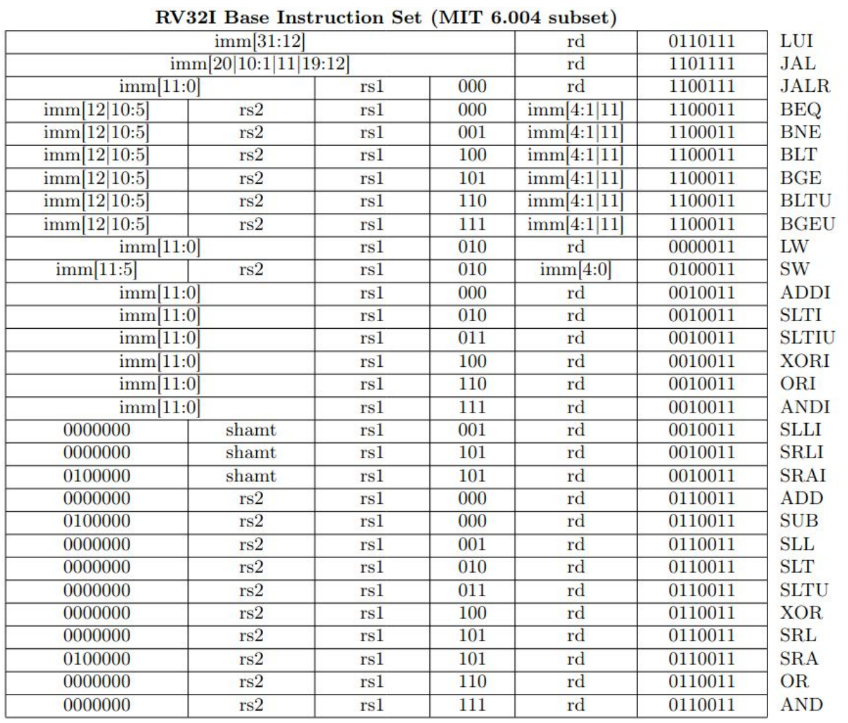 RV32I Base Instruction Set (MIT 6.004 subset)
imm[31:12] rd 0110111 LUI
imm[20|10:1|11|19:12] rd 1101111 JAL
imm[11:0] rs1 000 rd 1100111 JALR
imm[12|10:5] rs2 rs1 000 imm[4:1|11] 1100011 BEQ
imm[12|10:5] rs2 rs1 001 imm[4:1|11] 1100011 BNE
imm[12|10:5] rs2 rs1 100 imm[4:1|11] 1100011 BLT
imm[12|10:5] rs2 rs1 101 imm[4:1|11] 1100011 BGE
imm[12|10:5] rs2 rs1 110 imm[4:1|11] 1100011 BLTU
imm[12|10:5] rs2 rs1 111 imm[4:1|11] 1100011 BGEU
imm[11:0] rs1 010 rd 0000011 LW
imm[11:5] rs2 rs1 010 imm[4:0] 0100011 SW
imm[11:0] rs1 000 rd 0010011 ADDI
imm[11:0] rs1 010 rd 0010011 SLTI
imm[11:0] rs1 011 rd 0010011 SLTIU
imm[11:0] rs1 100 rd 0010011 XORI
imm[11:0] rs1 110 rd 0010011 ORI
imm[11:0] rs1 111 rd 0010011 ANDI
0000000 shamt rs1 001 rd 0010011 SLLI
0000000 shamt rs1 101 rd 0010011 SRLI
0100000 shamt rs1 101 rd 0010011 SRAI
0000000 rs2 rs1 000 rd 0110011 ADD
0100000 rs2 rs1 000 rd 0110011 SUB
0000000 rs2 rs1 001 rd 0110011 SLL
0000000 rs2 rs1 010 rd 0110011 SLT
0000000 rs2 rs1 011 rd 0110011 SLTU
0000000 rs2 rs1 100 rd 0110011 XOR
0000000 rs2 rs1 101 rd 0110011 SRL
0100000 rs2 rs1 101 rd 0110011 SRA
0000000 rs2 rs1 110 rd 0110011 OR
0000000 rs2 rs1 111 rd 0110011 AND